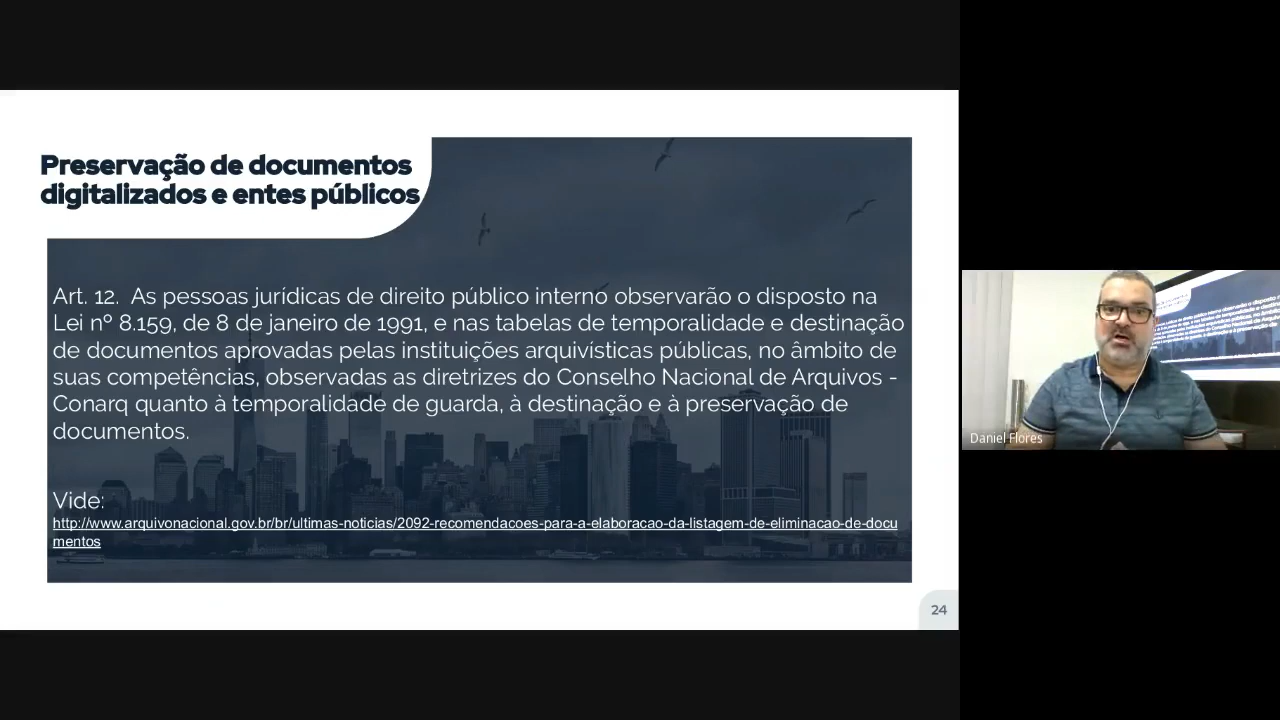 Preservação de documentos
digitalizados e entes públicos
Art. 12.  As pessoas jurídicas de direito público interno observarão o disposto na
Lei nº 8.159, de 8 de janeiro de 1991, e nas tabelas de temporalidade e destinação
de documentos aprovadas pelas instituições arquivísticas públicas, no âmbito de
suas competências, observadas as diretrizes do Conselho Nacional de Arquivos -
Conarq quanto à temporalidade de guarda, à destinação e à preservação de
documentos.
Vide:
http://www.arquivonacional.gov.br/br/ultimas-noticias/2092-recomendacoes-para-a-elaboracao-da-listagem-de-eliminacao-de-docu
mentos
24
Daniel Flores